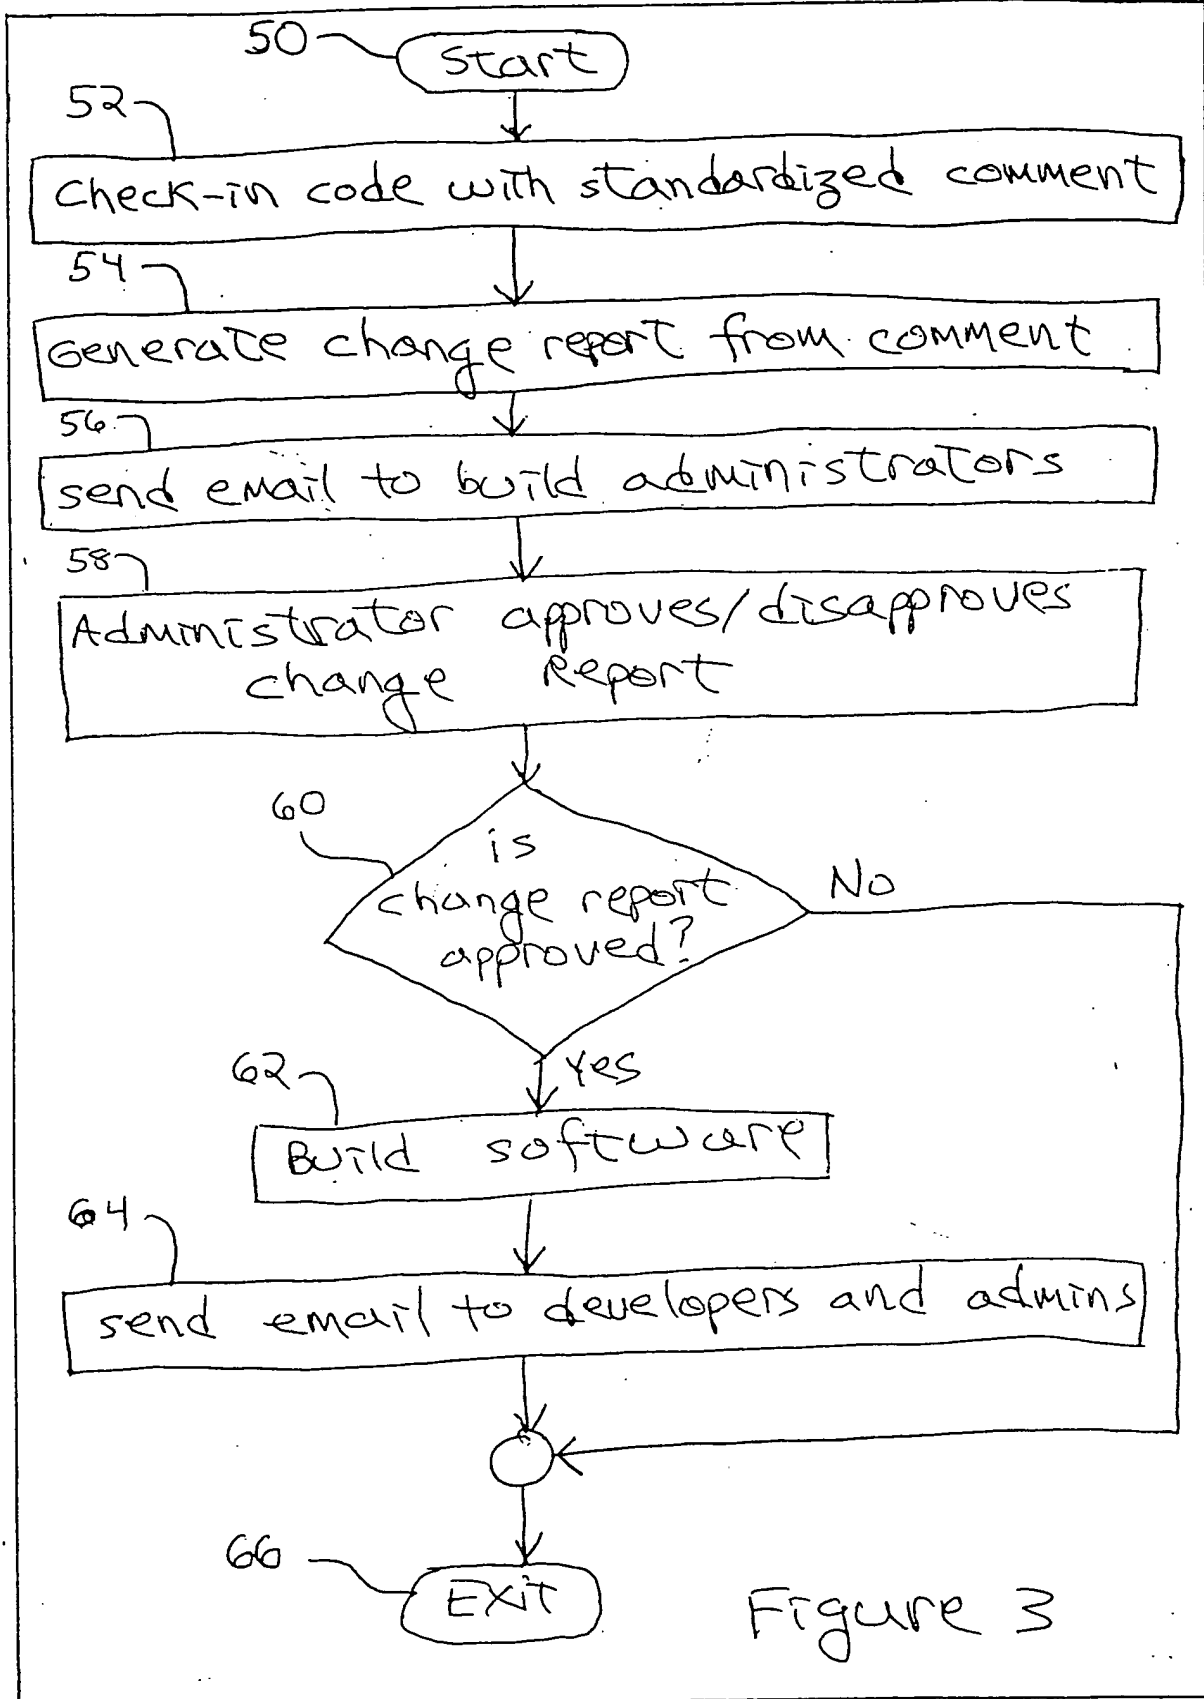 50
Start
52
Check-in code with standardized comment
54
Generate change report from comment
56
send email to build administrators
58
Administrator approves/disapproves
change Report
60
is
change report
approved?
No
Yes
62
Build software
64
send email to developers and admins
66
EXiT
Figure 3